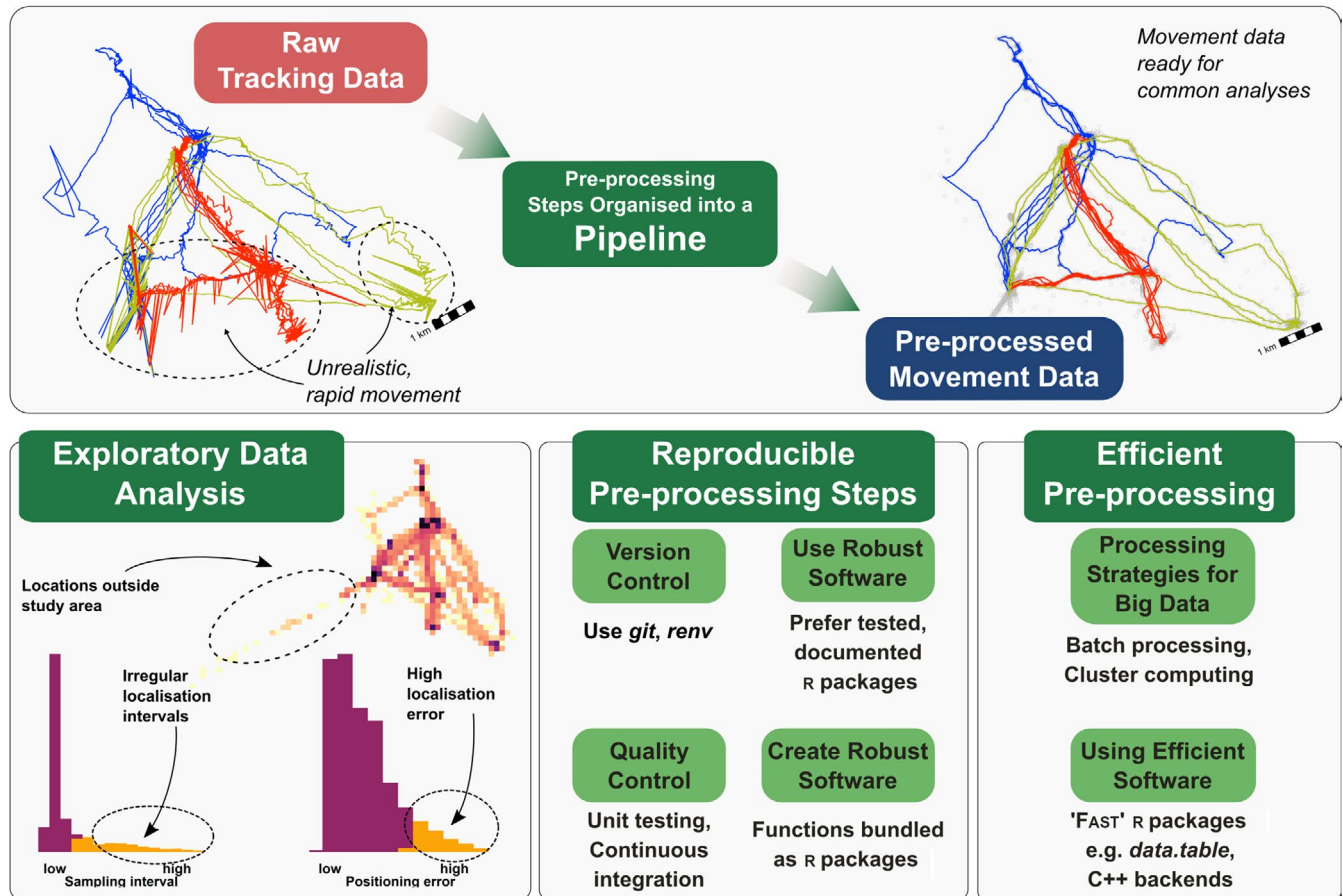 Raw
Tracking Data
Movement data
ready for
common analyses
Pre-processing
Steps Organised into a
Pipeline
1 km
Unrealistic,
rapid movement
Pre-processed
Movement Data
1 km
Exploratory Data
Analysis
Locations outside
study area
Irregular
localisation
intervals
High
localisation
error
low
high
Sampling interval
low
high
Positioning error
Reproducible
Pre-processing Steps
Version
Control
Use git, renv
Use Robust
Software
Prefer tested,
documented
R packages
Quality
Control
Unit testing,
Continuous
integration
Create Robust
Software
Functions bundled
as R packages
Efficient
Pre-processing
Processing
Strategies for
Big Data
Batch processing,
Cluster computing
Using Efficient
Software
'FAST' R packages
e.g. data.table,
C++ backends